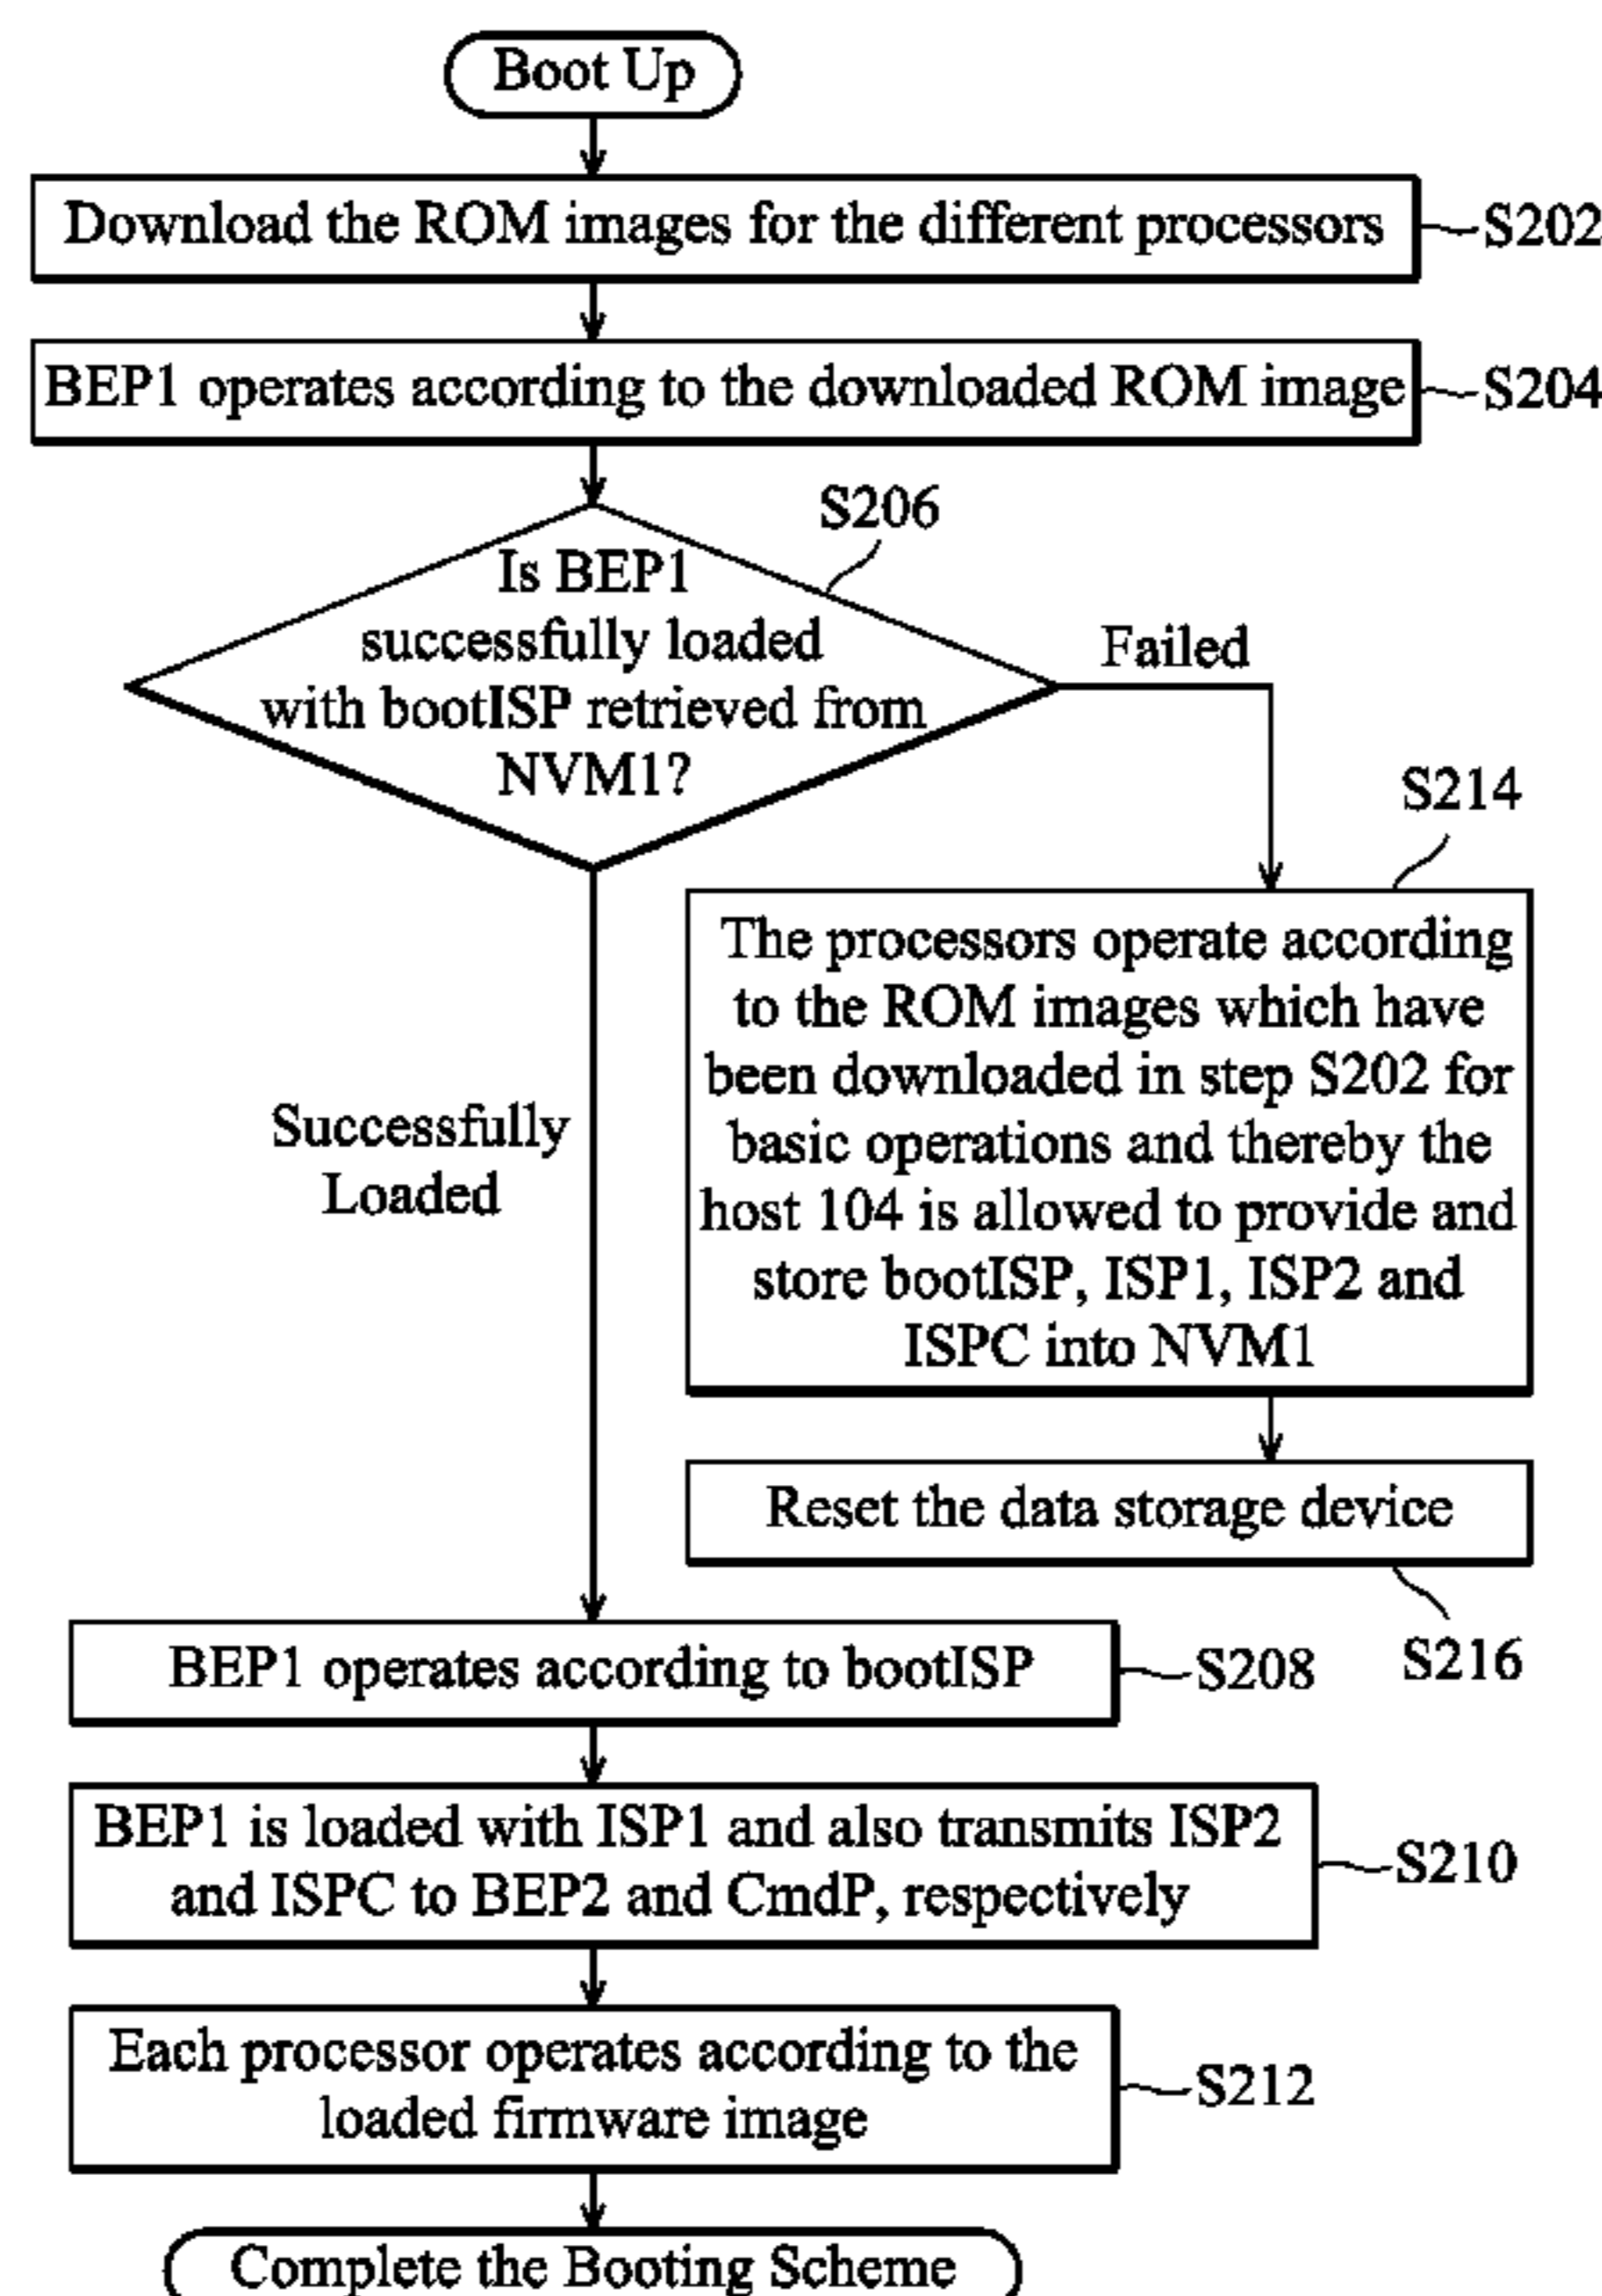 Boot Up
Download the ROM images for the different processors
S202
BEP1 operates according to the downloaded ROM image
S204
S206
Is BEP1
successfully loaded
with bootISP retrieved from
NVM1?
Failed
S214
The processors operate according
to the ROM images which have
been downloaded in step S202 for
basic operations and thereby the
host 104 is allowed to provide and
store bootISP, ISP1, ISP2 and
ISPC into NVM1
Successfully
Loaded
Reset the data storage device
S216
BEP1 operates according to bootISP
S208
BEP1 is loaded with ISP1 and also transmits ISP2
and ISPC to BEP2 and CmdP, respectively
S210
Each processor operates according to the
loaded firmware image
S212
Complete the Booting Scheme